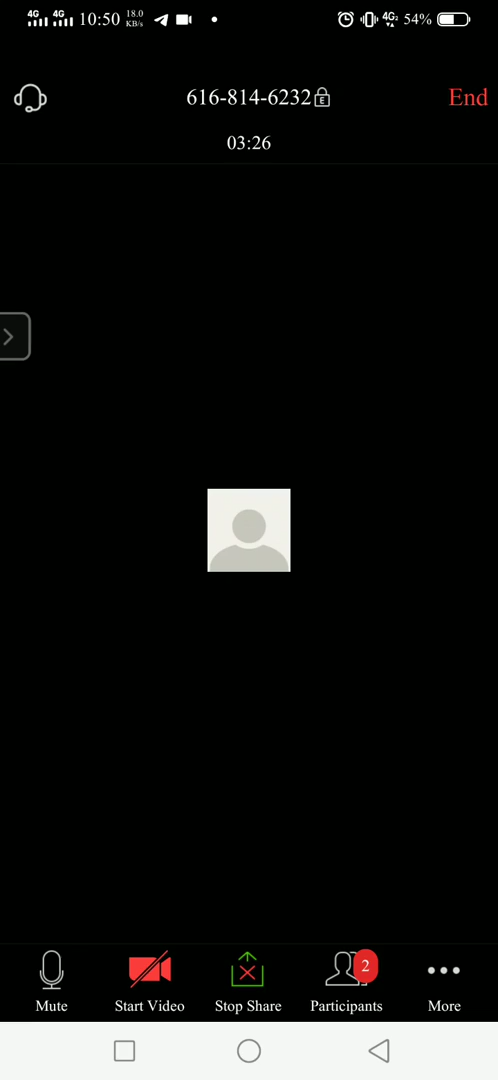 4G 4G 10:50 18.0 KB/s 4G² 54%
616-814-6232 E End
03:26
2
Mute Start Video Stop Share Participants More